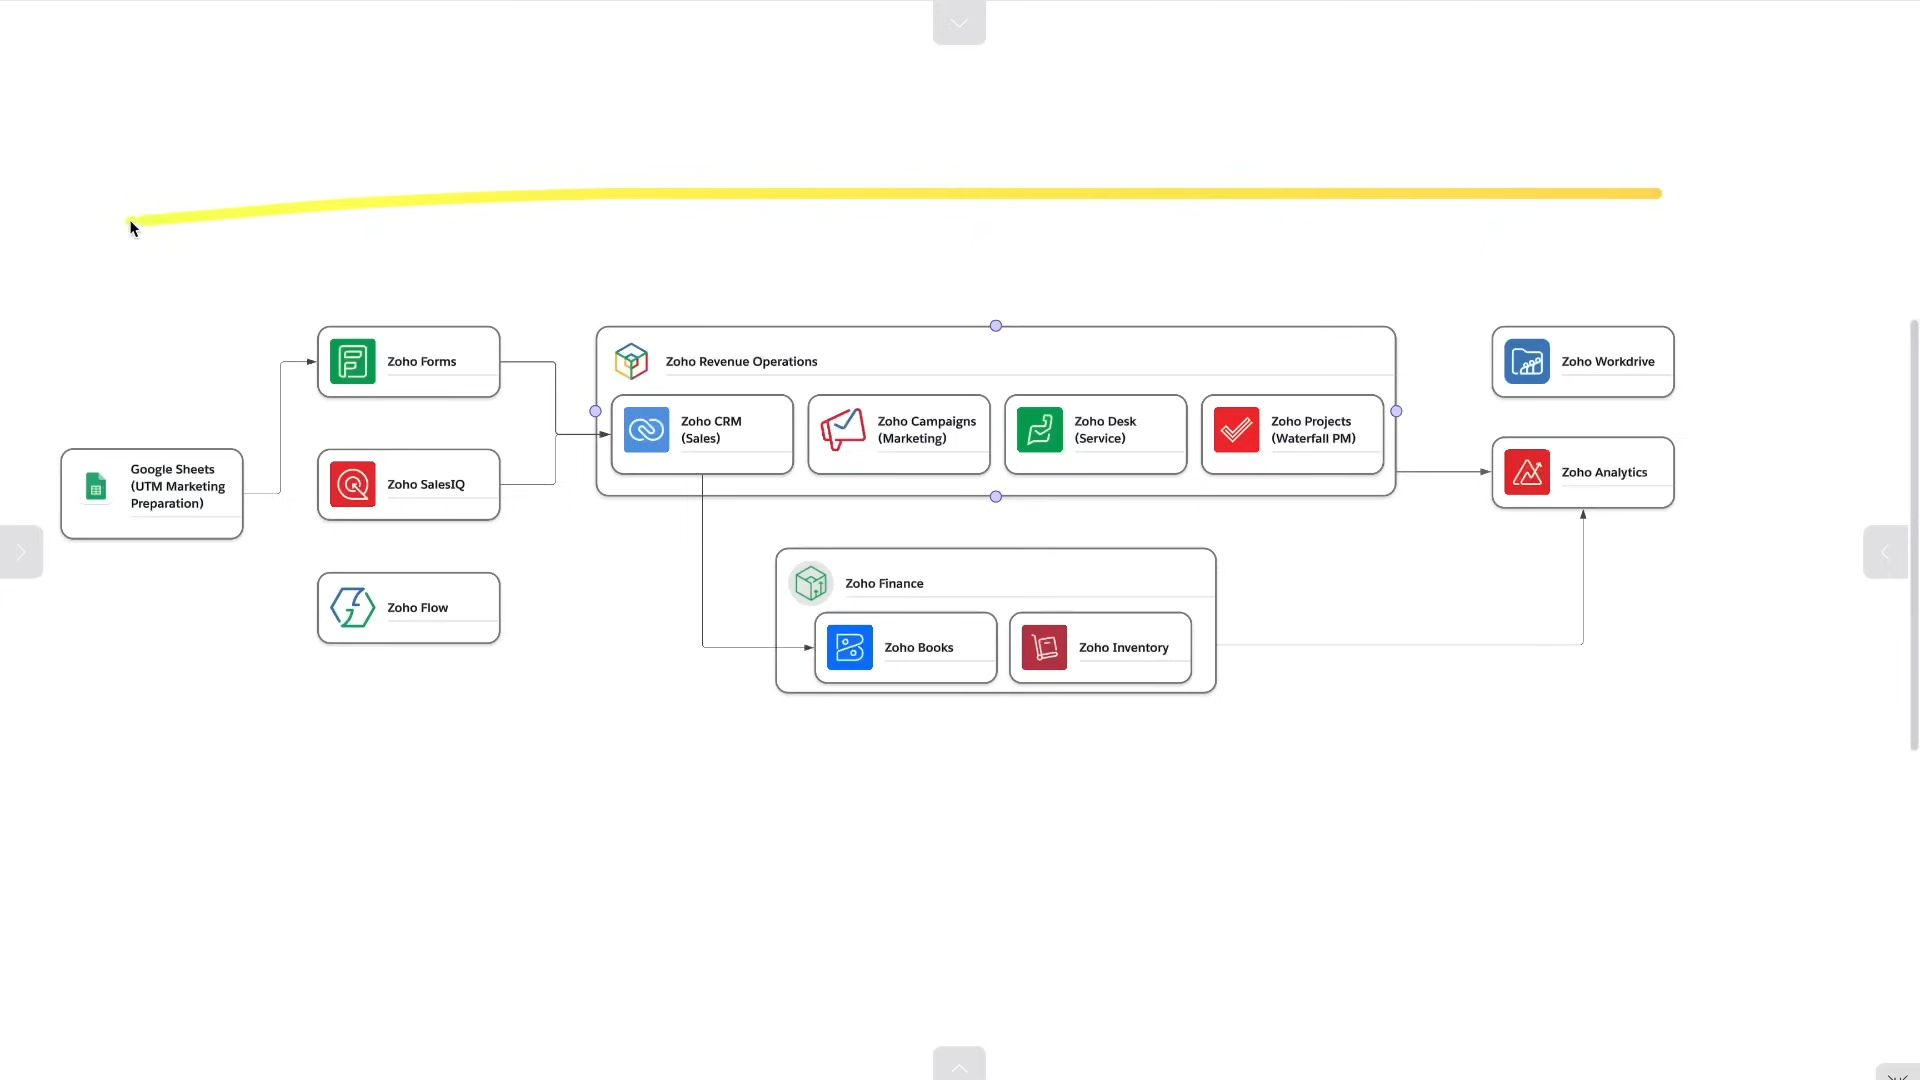 Zoho Forms
Zoho Revenue Operations
Zoho Workdrive
Zoho CRM
(Sales)
Zoho Campaigns
(Marketing)
Zoho Desk
(Service)
Zoho Projects
(Waterfall PM)
Google Sheets
(UTM Marketing
Preparation)
Zoho SalesIQ
Zoho Analytics
Zoho Flow
Zoho Finance
Zoho Books
Zoho Inventory